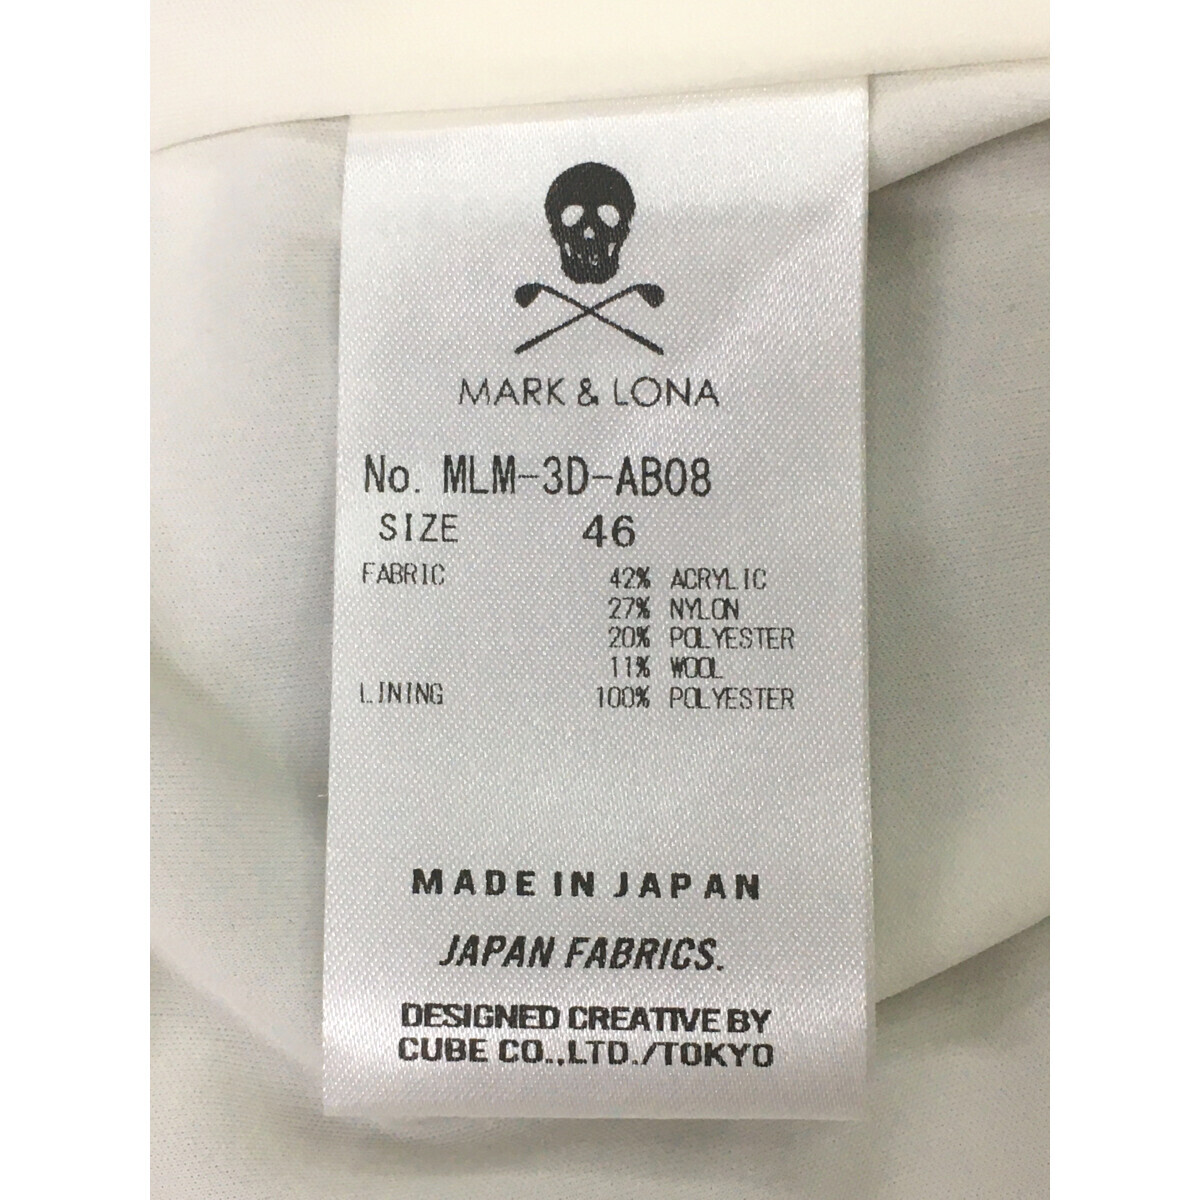 MARK & LONA
No. MLM-3D-AB08
SIZE 46
FABRIC 42% ACRYLIC
27% NYLON
20% POLYESTER
11% WOOL
LINING 100% POLYESTER
MADE IN JAPAN
JAPAN FABRICS.
DESIGNED CREATIVE BY
CUBE CO.,LTD./TOKYO